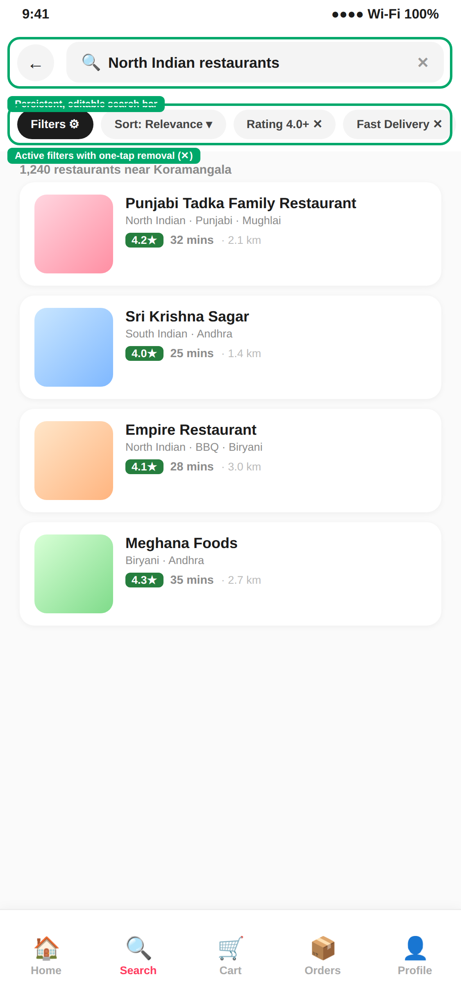 9:41
●●●● Wi-Fi 100%
←
🔍 North Indian restaurants ✕
Persistent, editable search bar
Filters ⚙
Sort: Relevance ▾
Rating 4.0+ ✕
Fast Delivery ✕
Active filters with one-tap removal (✕)
1,240 restaurants near Koramangala
Punjabi Tadka Family Restaurant
North Indian · Punjabi · Mughlai
4.2★ 32 mins · 2.1 km
Sri Krishna Sagar
South Indian · Andhra
4.0★ 25 mins · 1.4 km
Empire Restaurant
North Indian · BBQ · Biryani
4.1★ 28 mins · 3.0 km
Meghana Foods
Biryani · Andhra
4.3★ 35 mins · 2.7 km
Home
Search
Cart
Orders
Profile